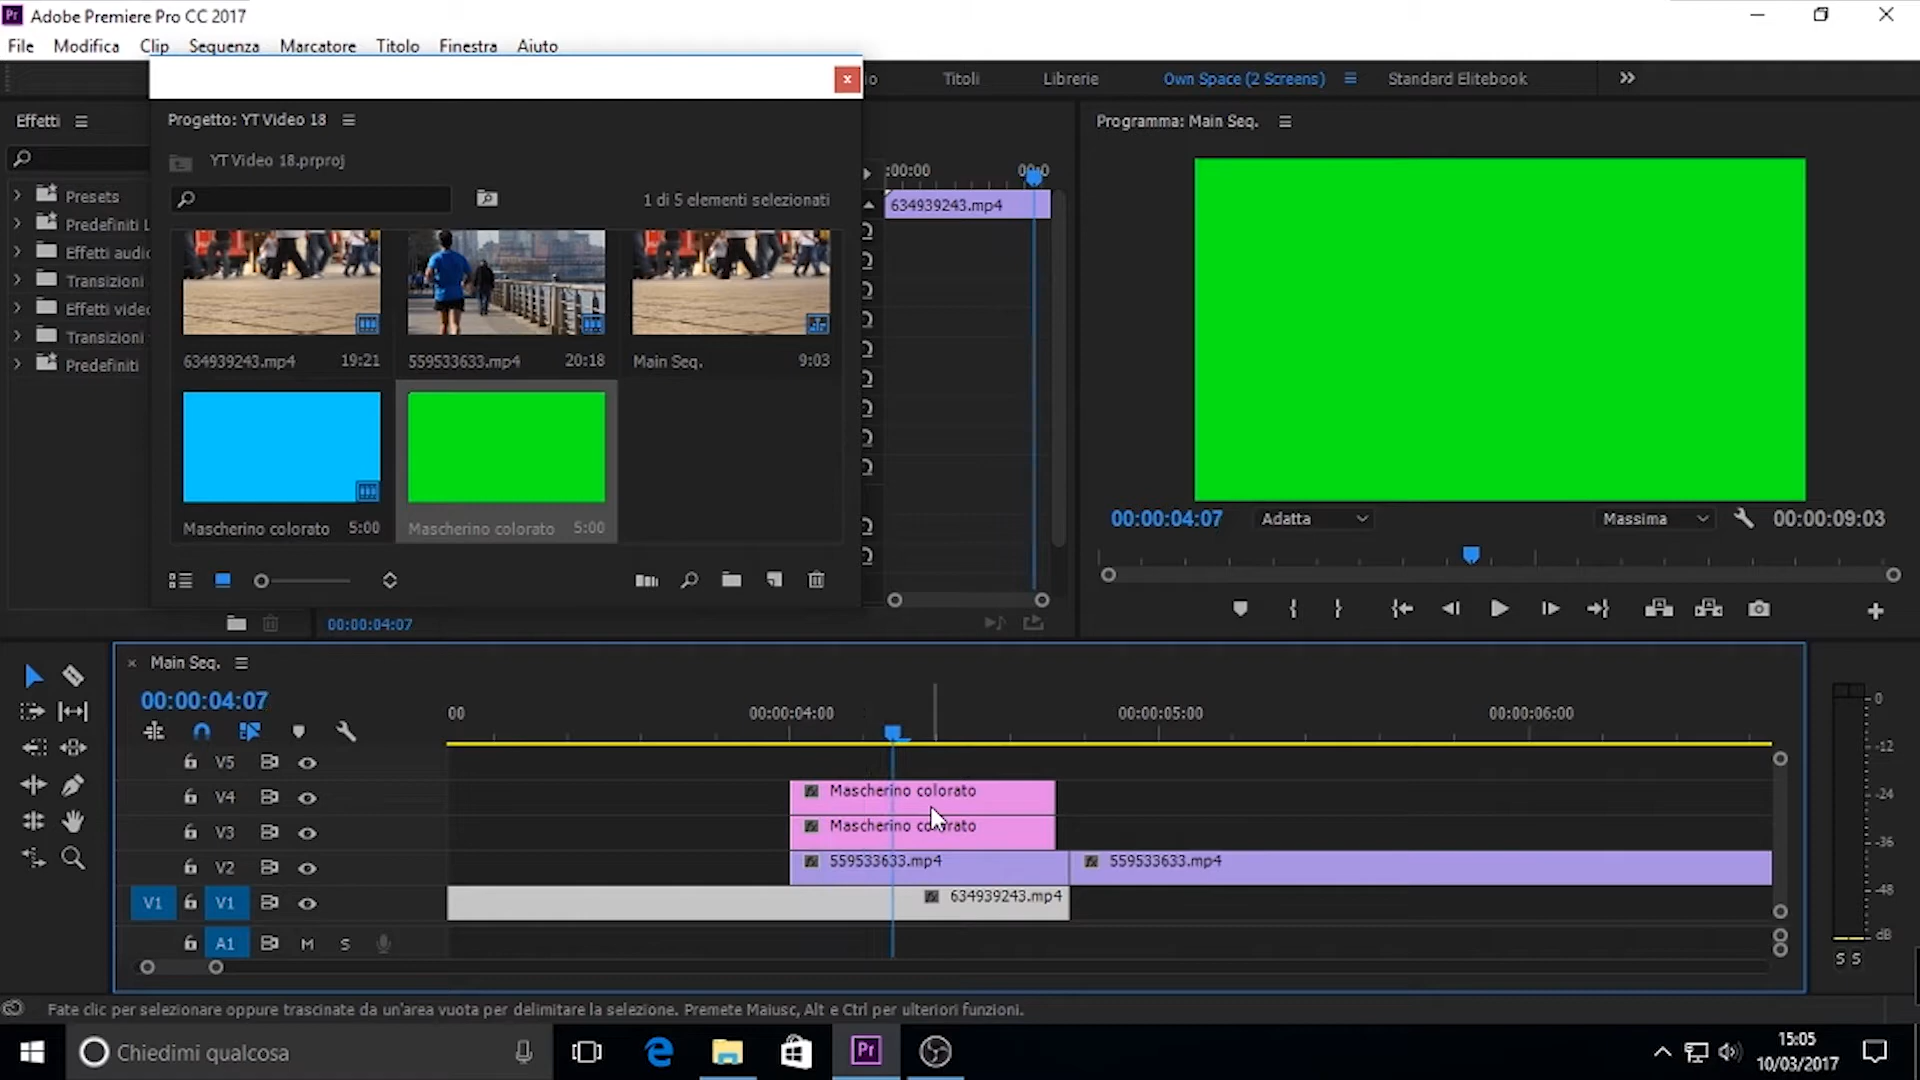 Pr Adobe Premiere Pro CC 2017
File Modifica Clip Sequenza Marcatore Titolo Finestra Aiuto
Titoli Librerie Own Space (2 Screens) Standard Elitebook
Effetti
Presets
Predefiniti L
Effetti audio
Transizioni
Effetti video
Transizioni
Predefiniti
Progetto: YT Video 18
YT Video 18.prproj
1 di 5 elementi selezionati
634939243.mp4 19:21
559533633.mp4 20:18
Main Seq. 9:03
Mascherino colorato 5:00
Mascherino colorato 5:00
:00:00
634939243.mp4
00:00:04:07
Programma: Main Seq.
00:00:04:07 Adatta Massima 00:00:09:03
Main Seq.
00:00:04:07
00 00:00:04:00 00:00:05:00 00:00:06:00
V5
V4 Mascherino colorato
V3 Mascherino colorato
V2 559533633.mp4 559533633.mp4
V1 V1 634939243.mp4
A1 M S
0
-12
-24
-36
-48
dB
S S
Fate clic per selezionare oppure trascinate da un'area vuota per delimitare la selezione. Premete Maiusc, Alt e Ctrl per ulteriori funzioni.
Chiedimi qualcosa
Pr
15:05
10/03/2017